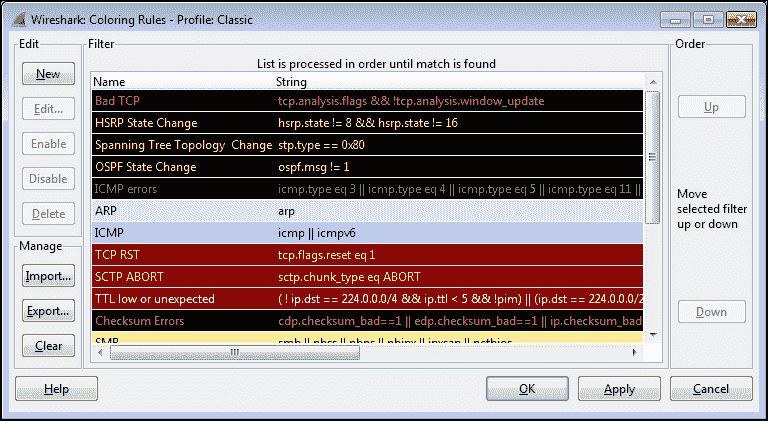 Wireshark: Coloring Rules - Profile: Classic
Edit
Filter
Order
List is processed in order until match is found
New
Edit...
Enable
Disable
Delete
Manage
Import...
Export...
Clear
Name String
Bad TCP tcp.analysis.flags && !tcp.analysis.window_update
HSRP State Change hsrp.state != 8 && hsrp.state != 16
Spanning Tree Topology Change stp.type == 0x80
OSPF State Change ospf.msg != 1
ICMP errors icmp.type eq 3 || icmp.type eq 4 || icmp.type eq 5 || icmp.type eq 11 ||
ARP arp
ICMP icmp || icmpv6
TCP RST tcp.flags.reset eq 1
SCTP ABORT sctp.chunk_type eq ABORT
TTL low or unexpected ( ! ip.dst == 224.0.0.0/4 && ip.ttl < 5 && !pim) || (ip.dst == 224.0.0.0/2
Checksum Errors cdp.checksum_bad==1 || edp.checksum_bad==1 || ip.checksum_bad
SMB smb || nbss || nbns || nbipx || ipxsap || netbios
Up
Move
selected filter
up or down
Down
Help
OK
Apply
Cancel